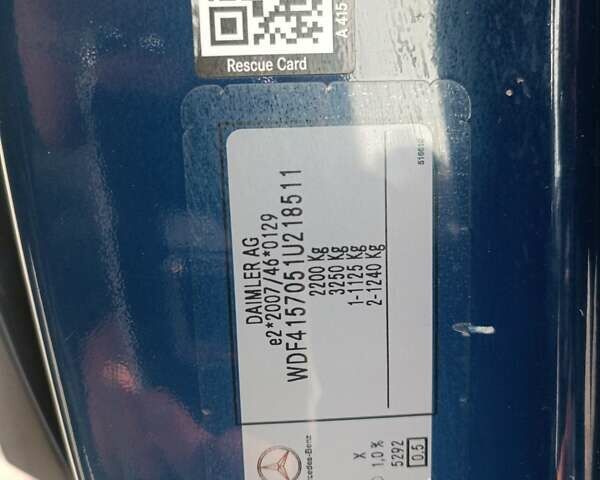 A 415
Rescue Card
DAIMLER AG
e2*2007/46*0129
WDF4157051U218511
2200 Kg
3250 Kg
1-1125 Kg
2-1240 Kg
X
1,0%
5292
0.5